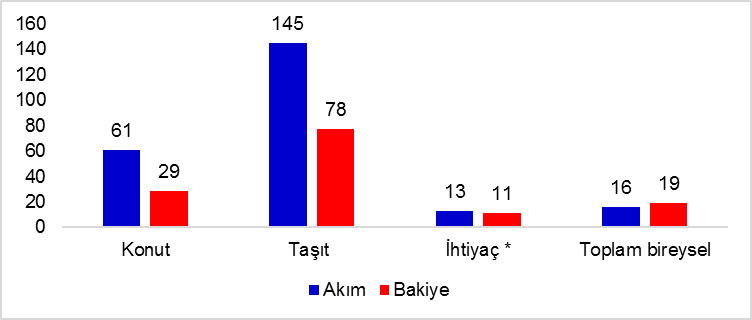 160
140
120
100
80
60
40
20
0
61
29
145
78
13
11
16
19
Konut
Taşıt
İhtiyaç *
Toplam bireysel
Akım
Bakiye